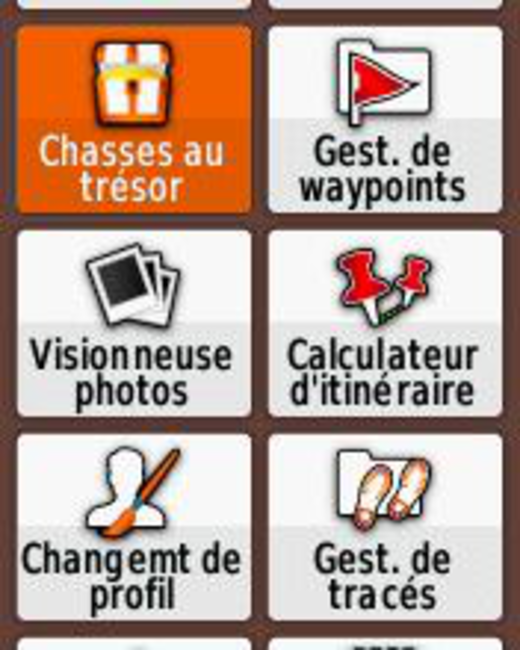 Chasses au
trésor
Gest. de
waypoints
Visionneuse
photos
Calculateur
d'itinéraire
Changemt de
profil
Gest. de
tracés